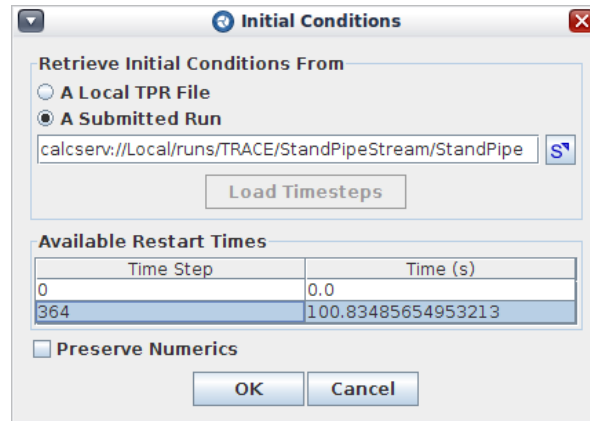 Initial Conditions
Retrieve Initial Conditions From
A Local TPR File
A Submitted Run
calcserv://Local/runs/TRACE/StandPipeStream/StandPipe S
Load Timesteps
Available Restart Times
Time Step Time (s)
0 0.0
364 100.83485654953213
Preserve Numerics
OK Cancel